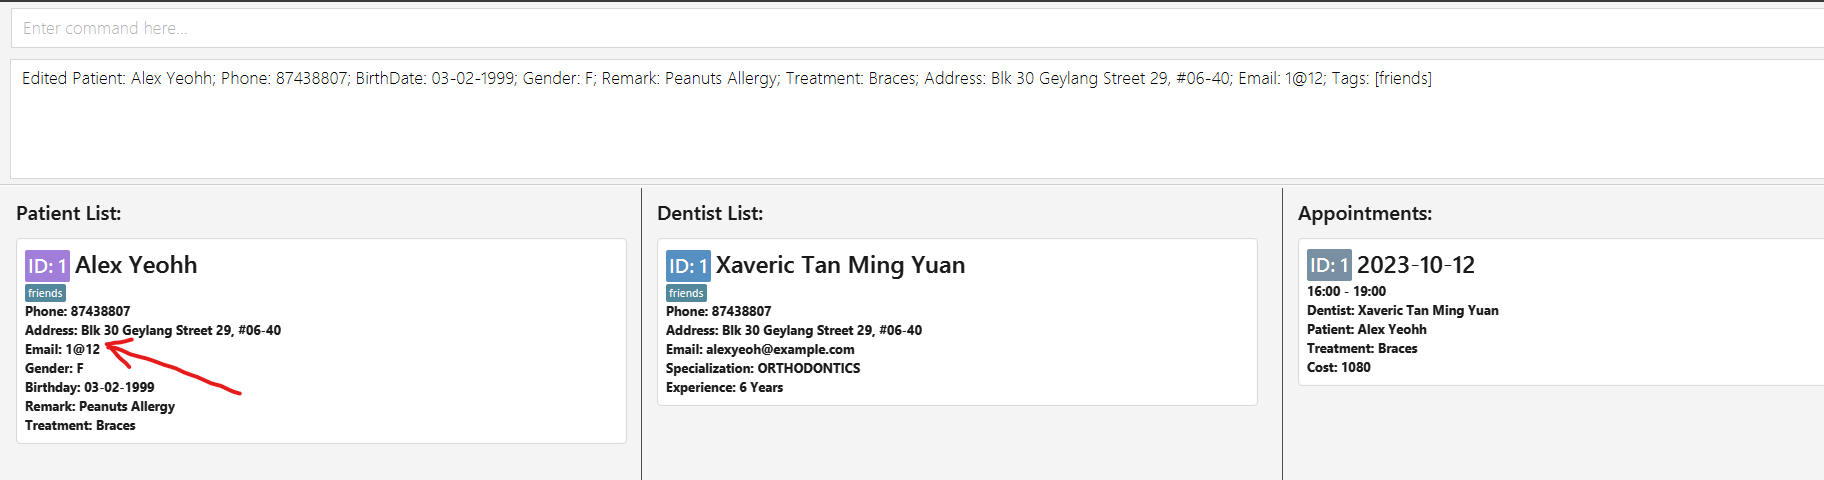 Enter command here...
Edited Patient: Alex Yeohh; Phone: 87438807; BirthDate: 03-02-1999; Gender: F; Remark: Peanuts Allergy; Treatment: Braces; Address: Blk 30 Geylang Street 29, #06-40; Email: 1@12; Tags: [friends]
Patient List:
ID: 1 Alex Yeohh
friends
Phone: 87438807
Address: Blk 30 Geylang Street 29, #06-40
Email: 1@12
Gender: F
Birthday: 03-02-1999
Remark: Peanuts Allergy
Treatment: Braces
Dentist List:
ID: 1 Xaveric Tan Ming Yuan
friends
Phone: 87438807
Address: Blk 30 Geylang Street 29, #06-40
Email: alexyeoh@example.com
Specialization: ORTHODONTICS
Experience: 6 Years
Appointments:
ID: 1 2023-10-12
16:00 - 19:00
Dentist: Xaveric Tan Ming Yuan
Patient: Alex Yeohh
Treatment: Braces
Cost: 1080